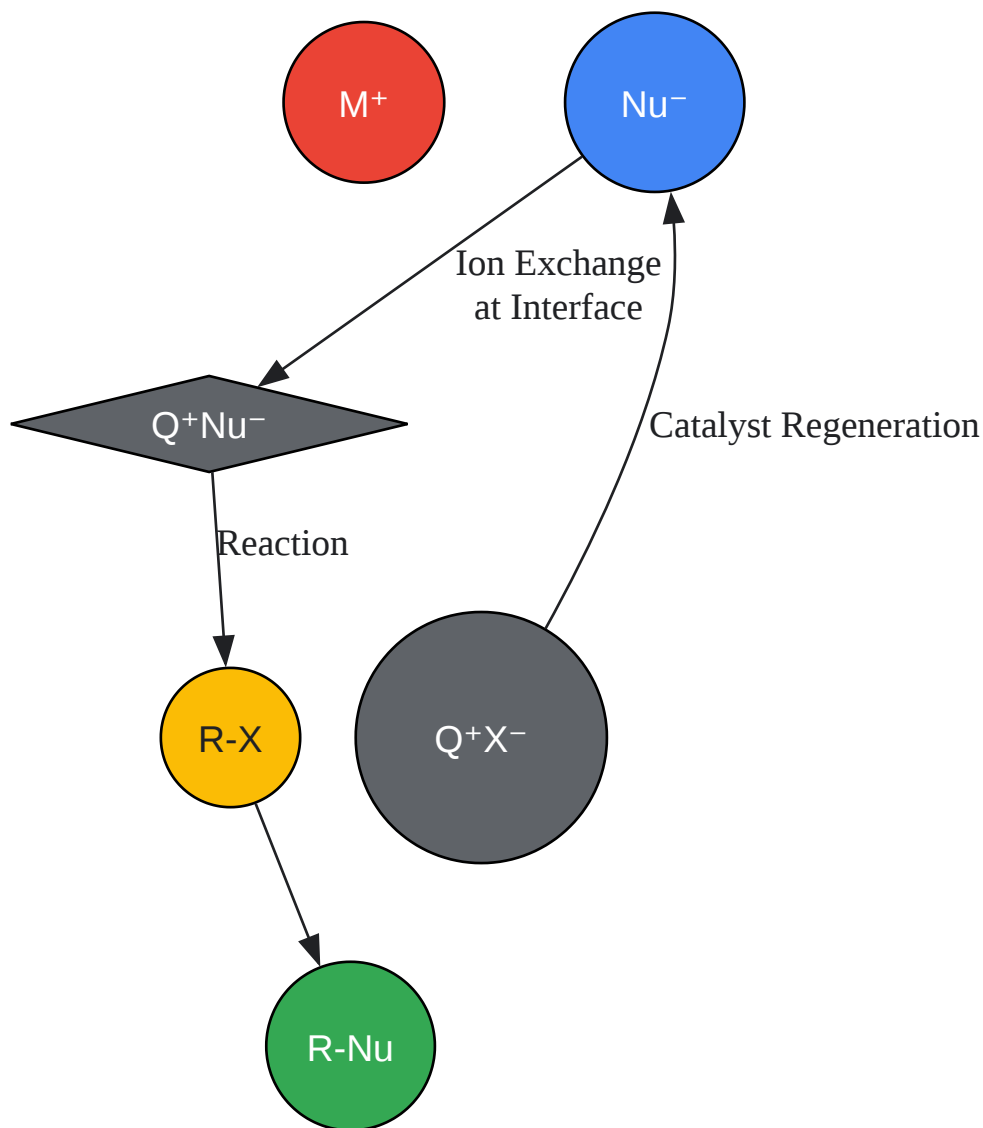 M⁺
Nu⁻
Ion Exchange
at Interface
Q⁺Nu⁻
Catalyst Regeneration
Reaction
R-X
Q⁺X⁻
R-Nu